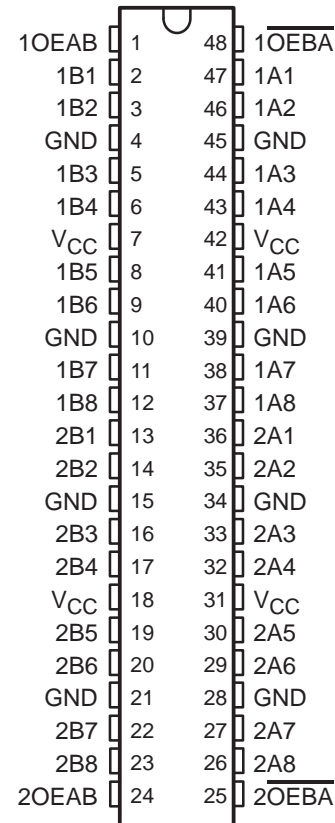 1OEAB 1 48 1OEBA
1B1 2 47 1A1
1B2 3 46 1A2
GND 4 45 GND
1B3 5 44 1A3
1B4 6 43 1A4
VCC 7 42 VCC
1B5 8 41 1A5
1B6 9 40 1A6
GND 10 39 GND
1B7 11 38 1A7
1B8 12 37 1A8
2B1 13 36 2A1
2B2 14 35 2A2
GND 15 34 GND
2B3 16 33 2A3
2B4 17 32 2A4
VCC 18 31 VCC
2B5 19 30 2A5
2B6 20 29 2A6
GND 21 28 GND
2B7 22 27 2A7
2B8 23 26 2A8
2OEAB 24 25 2OEBA